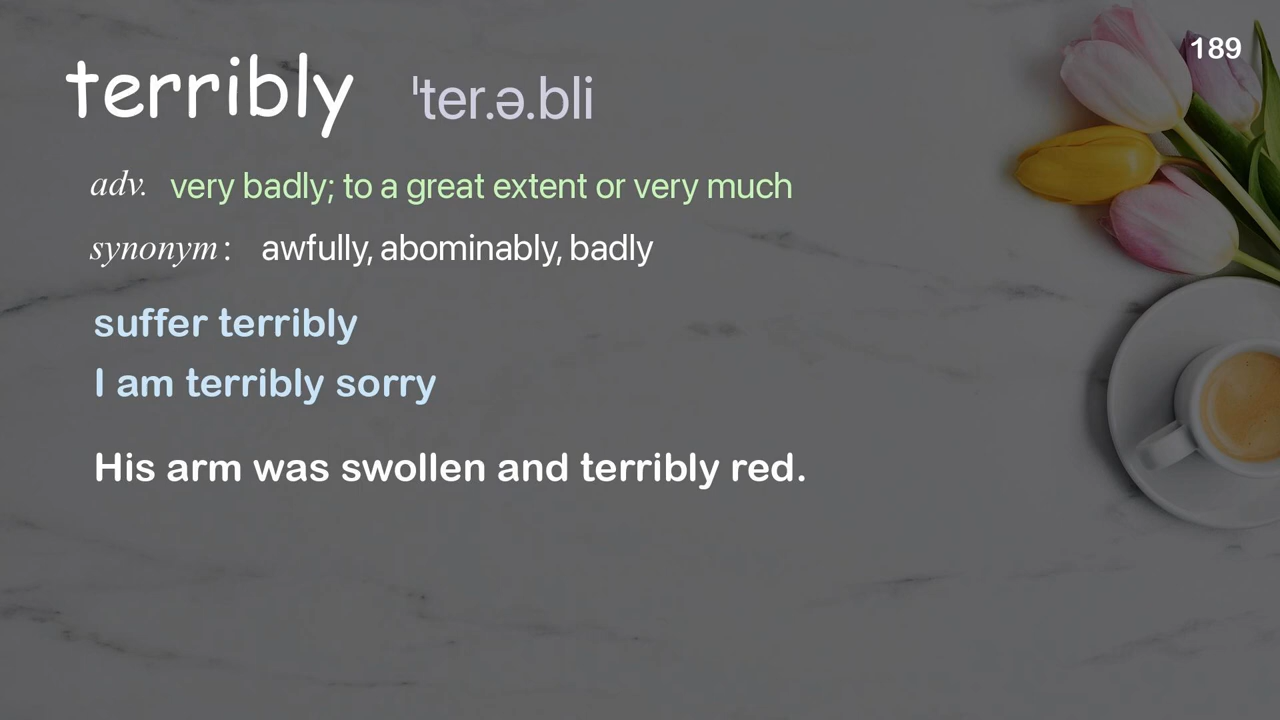 terribly ˈter.ə.bli
189
adv. very badly; to a great extent or very much
synonym: awfully, abominably, badly
suffer terribly
I am terribly sorry
His arm was swollen and terribly red.